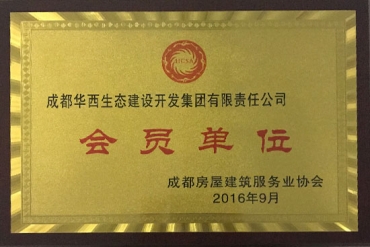 成都华西生态建设开发集团有限责任公司
会员单位
成都房屋建筑服务业协会
2016年9月